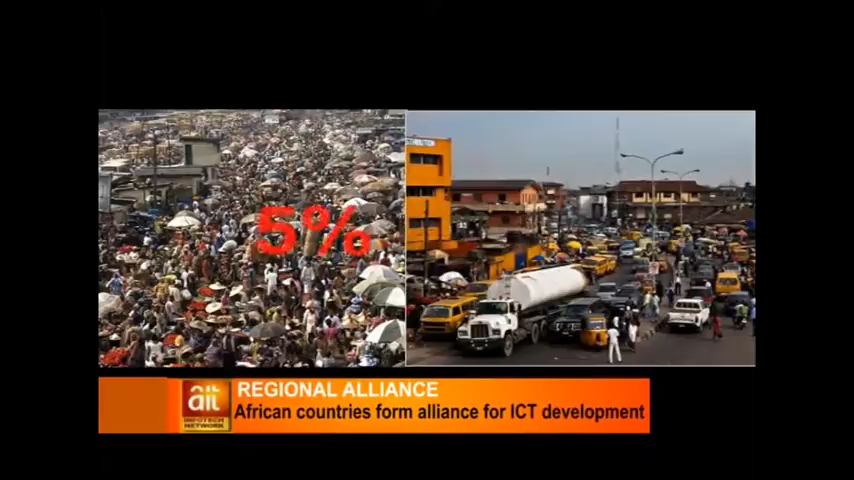 5%
REGIONAL ALLIANCE
African countries form alliance for ICT development
ait
INFOTECH
NETWORK